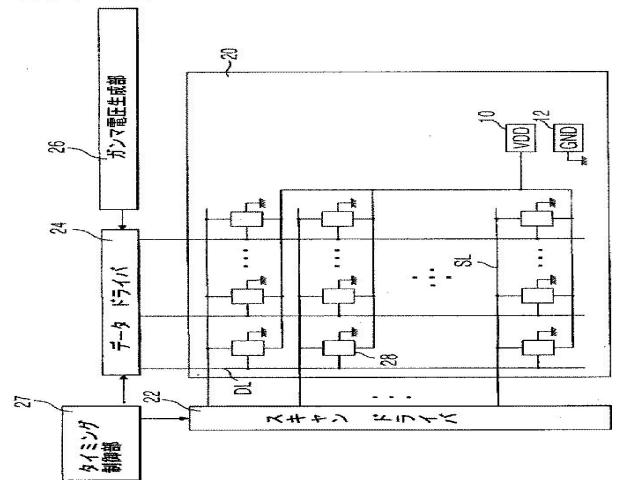 26
ガンマ電圧生成部
24
データ ドライバ
27
タイミング
制御部
22
スキャン ドライバ
20
10
VDD
12
GND
SL
DL
28